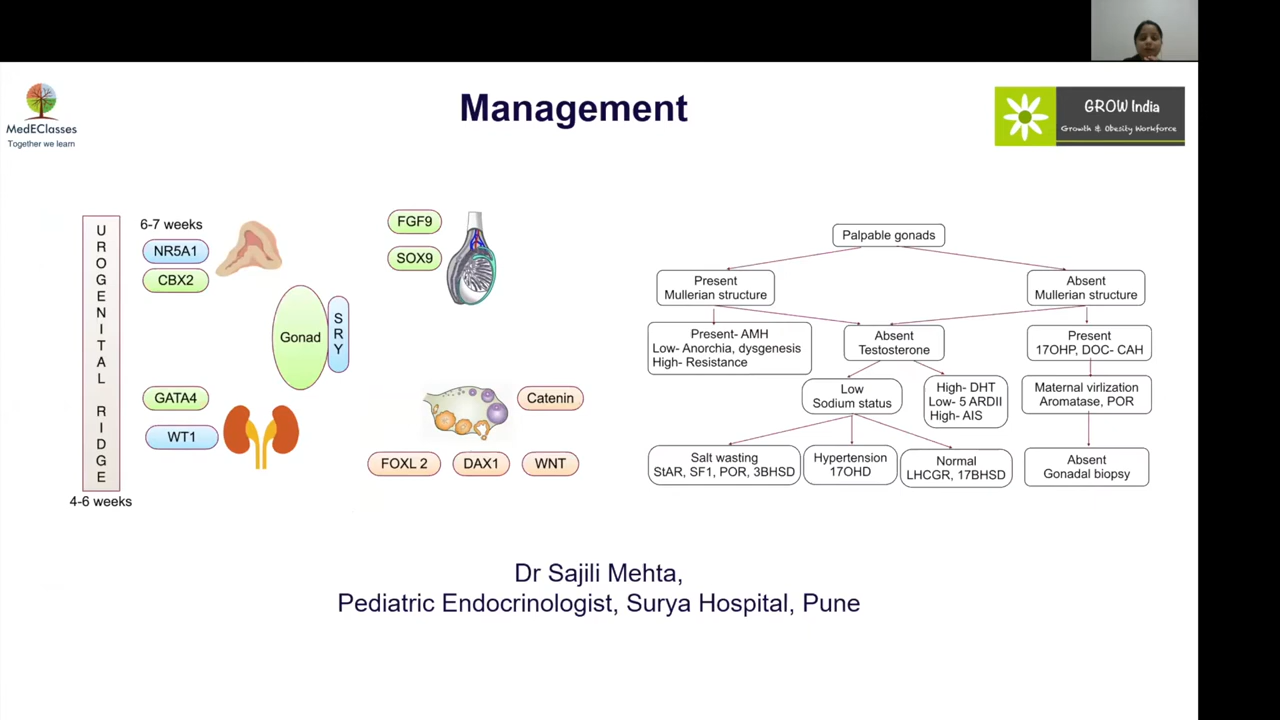 Management
MedEClasses
Together we learn
GROW India
Growth & Obesity Workforce
UROGENITAL RIDGE
4-6 weeks
6-7 weeks
NR5A1
CBX2
Gonad
SRY
GATA4
WT1
FGF9
SOX9
Catenin
FOXL 2
DAX1
WNT
Palpable gonads
Present
Mullerian structure
Absent
Mullerian structure
Present- AMH
Low- Anorchia, dysgenesis
High- Resistance
Absent
Testosterone
Present
17OHP, DOC- CAH
Low
Sodium status
High- DHT
Low- 5 ARDII
High- AIS
Maternal virlization
Aromatase, POR
Salt wasting
StAR, SF1, POR, 3BHSD
Hypertension
17OHD
Normal
LHCGR, 17BHSD
Absent
Gonadal biopsy
Dr Sajili Mehta,
Pediatric Endocrinologist, Surya Hospital, Pune